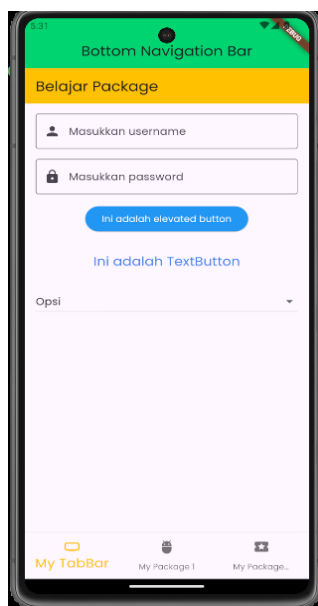 5:31
DEBUG
Bottom Navigation Bar
Belajar Package
Masukkan username
Masukkan password
Ini adalah elevated button
Ini adalah TextButton
Opsi
My TabBar
My Package 1
My Package...